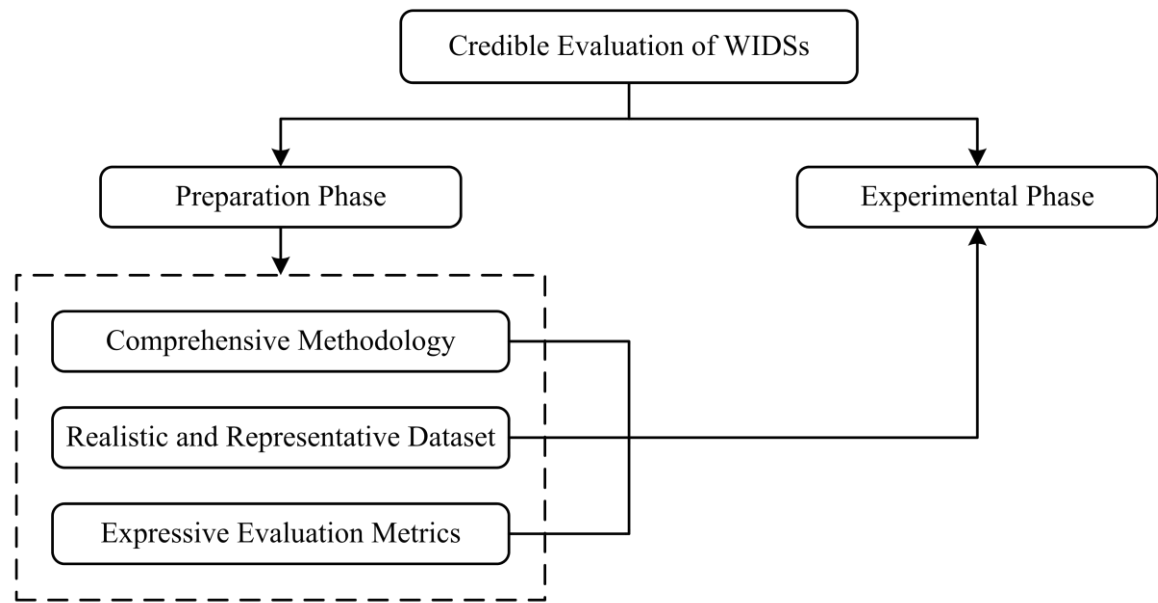 Credible Evaluation of WIDSs
Preparation Phase
Experimental Phase
Comprehensive Methodology
Realistic and Representative Dataset
Expressive Evaluation Metrics